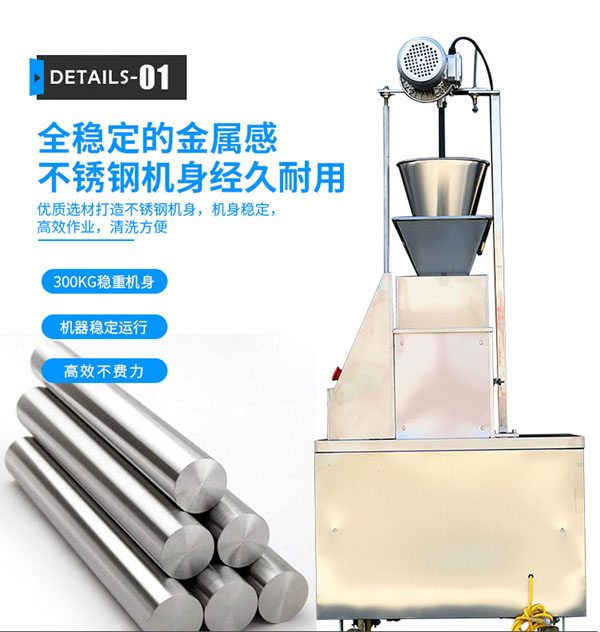 DETAILS-01
全稳定的金属感
不锈钢机身经久耐用
优质选材打造不锈钢机身，机身稳定，
高效作业，清洗方便
300KG稳重机身
机器稳定运行
高效不费力